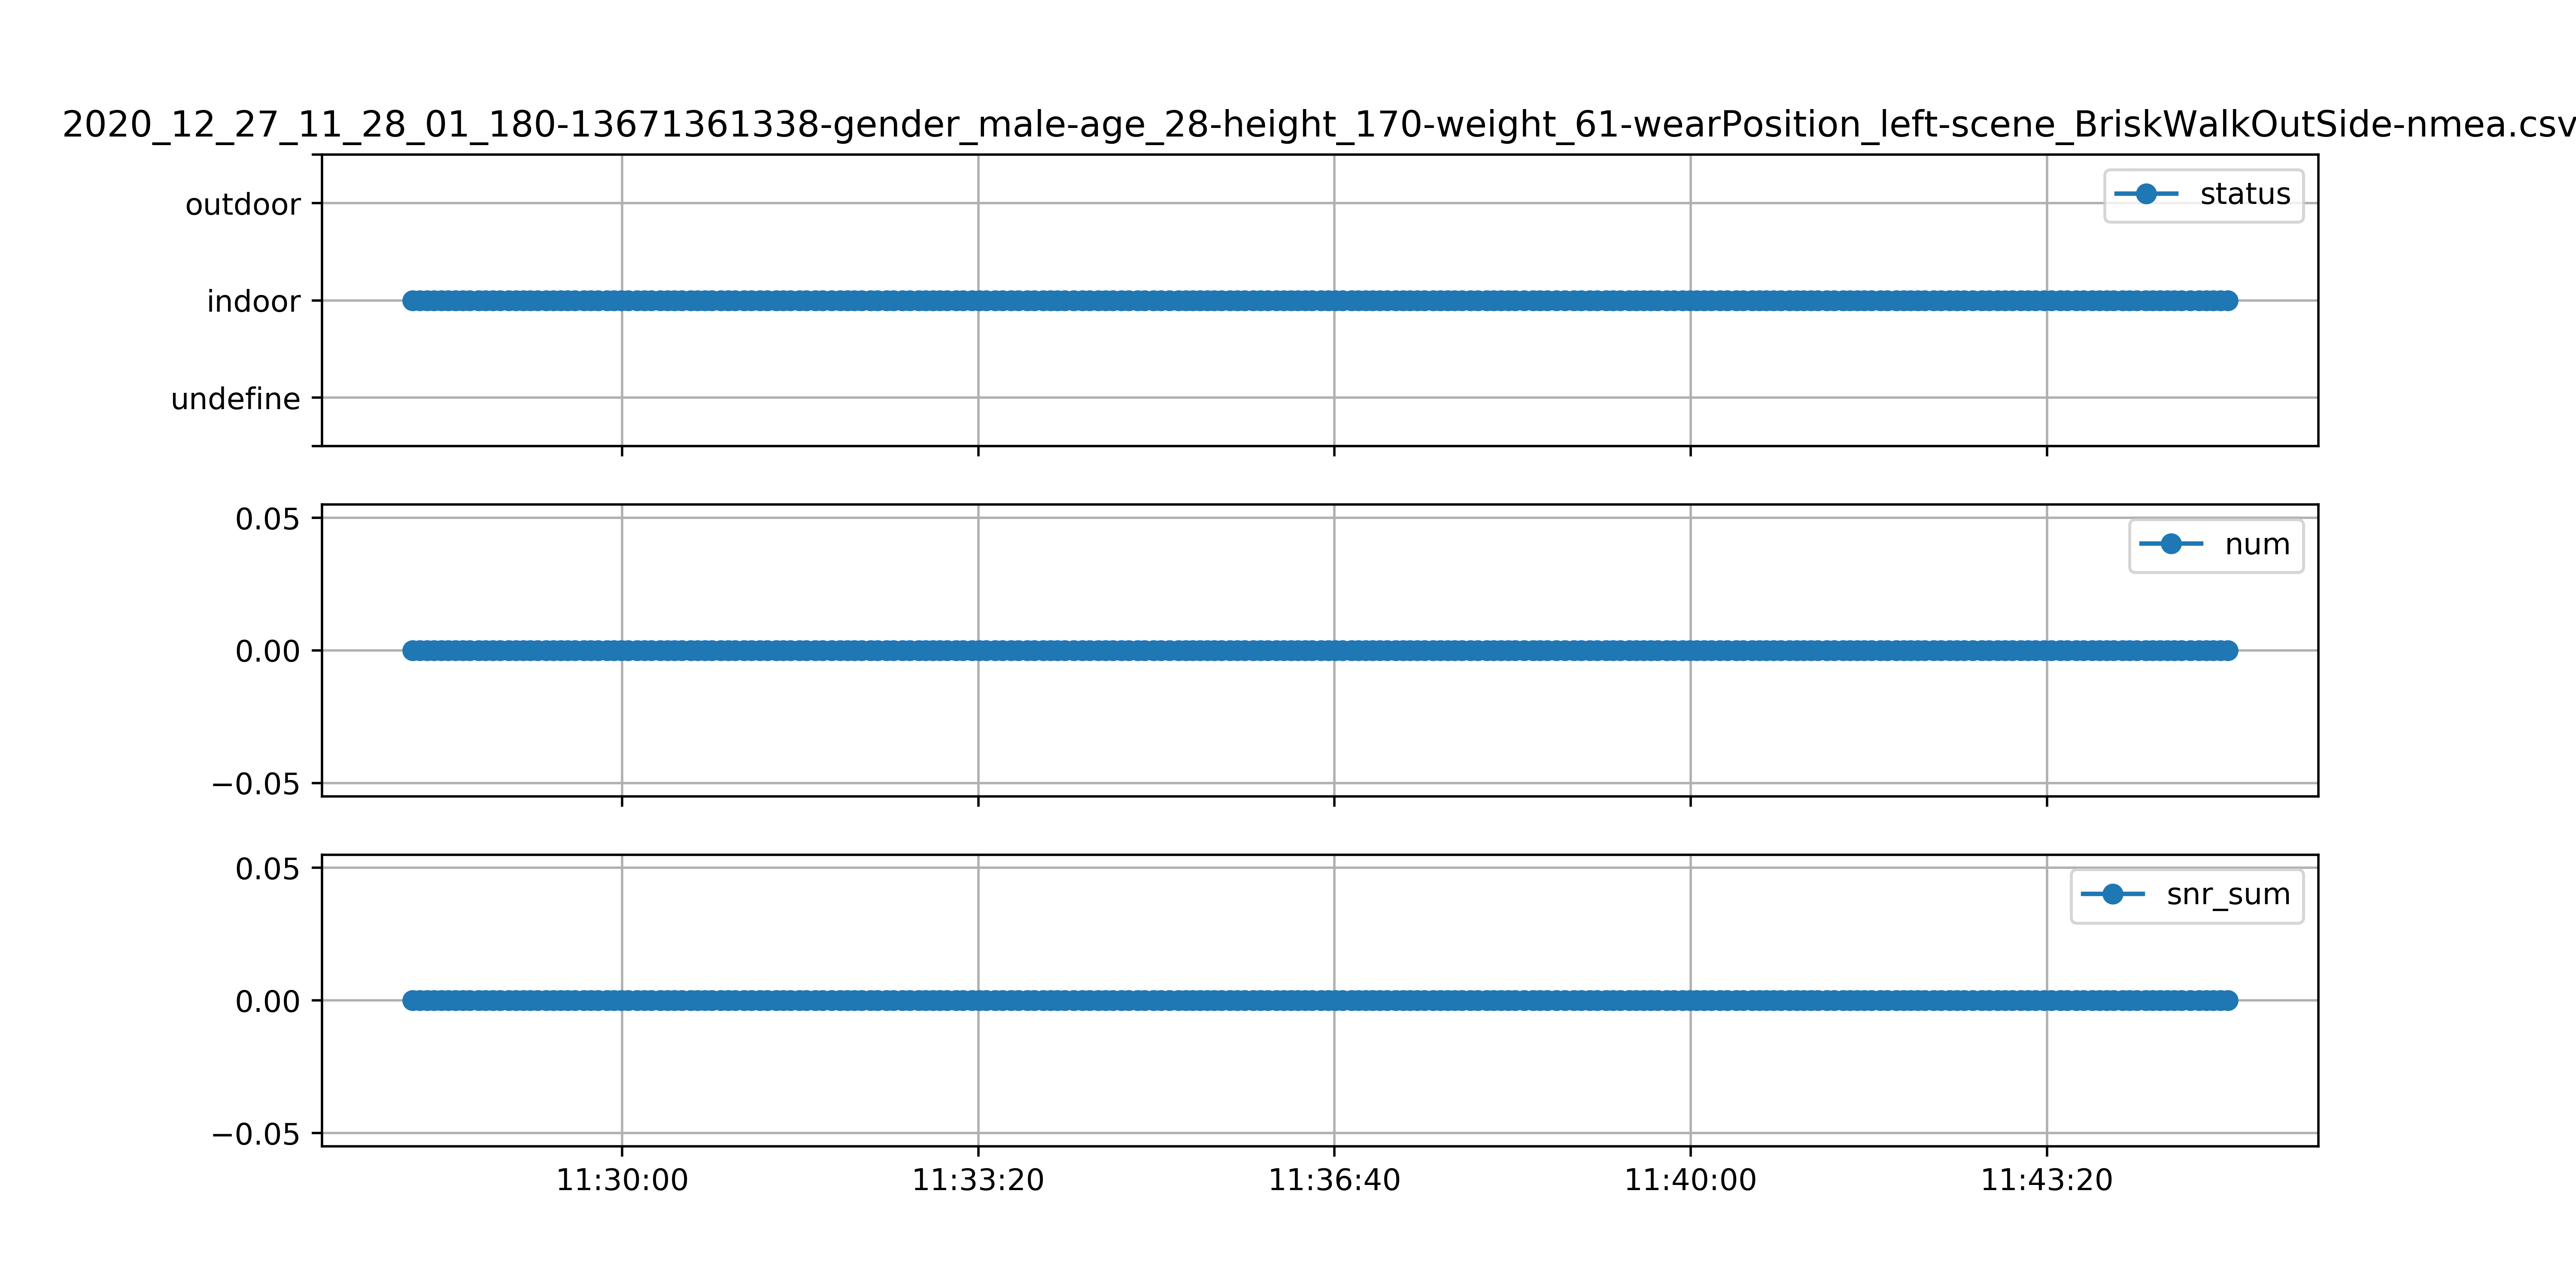 2020_12_27_11_28_01_180-13671361338-gender_male-age_28-height_170-weight_61-wearPosition_left-scene_BriskWalkOutSide-nmea.csv
outdoor
status
indoor
undefine
0.05
num
0.00
−0.05
0.05
snr_sum
0.00
−0.05
11:30:00 11:33:20 11:36:40 11:40:00 11:43:20